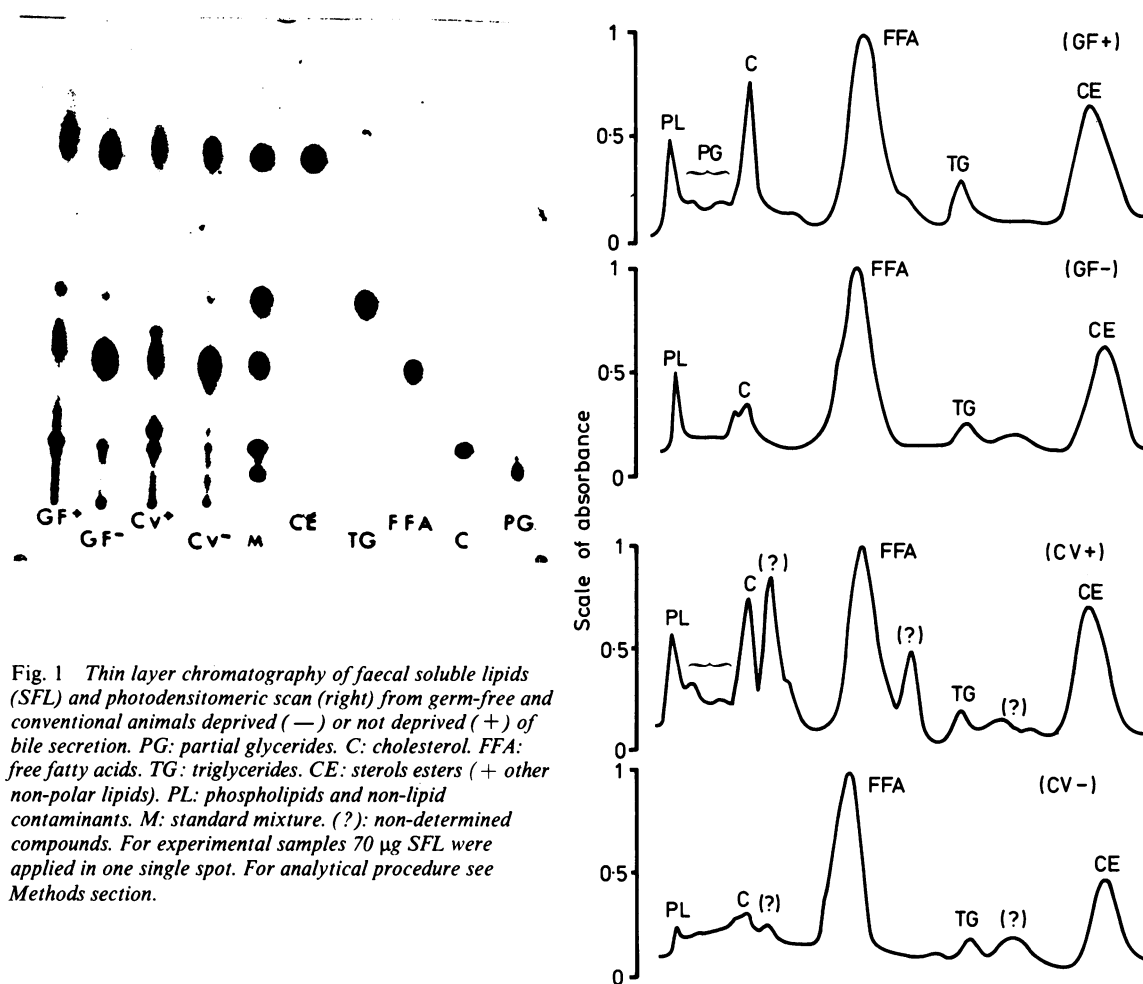 GF+
GF-
CV+
CV-
M
CE
TG
FFA
C
PG
Fig. 1 Thin layer chromatography of faecal soluble lipids
(SFL) and photodensitomeric scan (right) from germ-free and
conventional animals deprived (—) or not deprived (+) of
bile secretion. PG: partial glycerides. C: cholesterol. FFA:
free fatty acids. TG: triglycerides. CE: sterols esters (+ other
non-polar lipids). PL: phospholipids and non-lipid
contaminants. M: standard mixture. (?): non-determined
compounds. For experimental samples 70 µg SFL were
applied in one single spot. For analytical procedure see
Methods section.
Scale of absorbance
1
0·5
0
PL
PG
C
FFA
TG
(GF+)
CE
1
0·5
0
PL
C
FFA
TG
(GF-)
CE
1
0·5
0
PL
C
(?)
FFA
(?)
TG
(?)
(CV+)
CE
1
0·5
0
PL
C
(?)
FFA
TG
(?)
(CV-)
CE